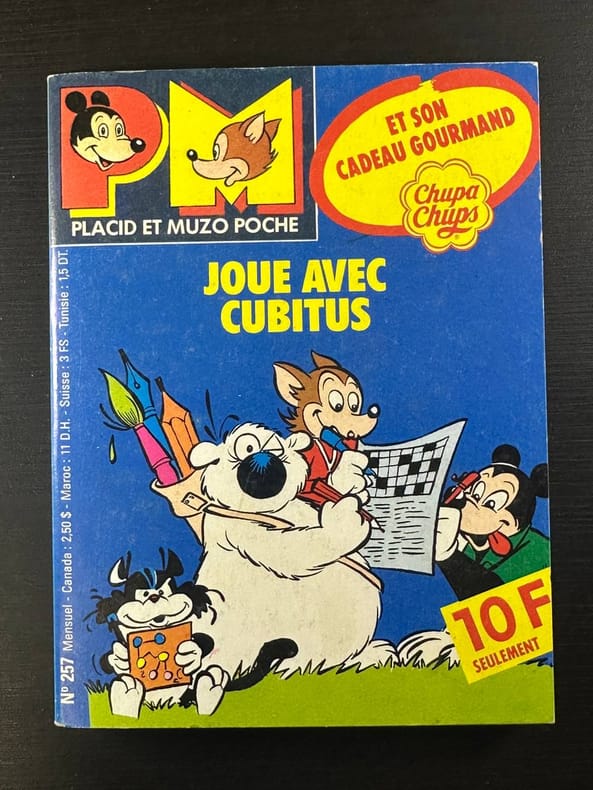 PM
PLACID ET MUZO POCHE
ET SON
CADEAU GOURMAND
Chupa
Chups
JOUE AVEC
CUBITUS
N° 257 Mensuel - Canada : 2,50 $ - Maroc : 11 D.H. - Suisse : 3 FS - Tunisie : 1,5 DT.
10 F
SEULEMENT